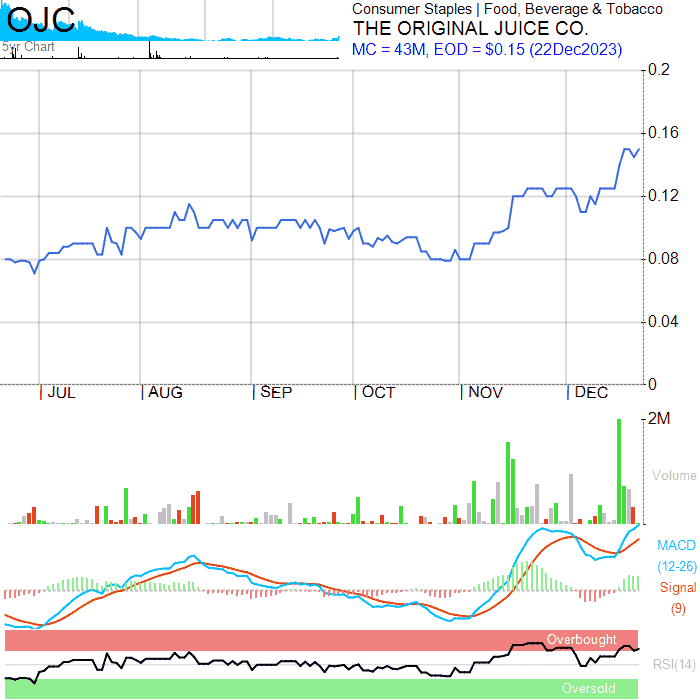 OJC
5yr Chart
Consumer Staples | Food, Beverage & Tobacco
THE ORIGINAL JUICE CO.
MC = 43M, EOD = $0.15 (22Dec2023)
0.2
0.16
0.12
0.08
0.04
0
JUL AUG SEP OCT NOV DEC
2M
Volume
MACD
(12-26)
Signal
(9)
Overbought
RSI(14)
Oversold